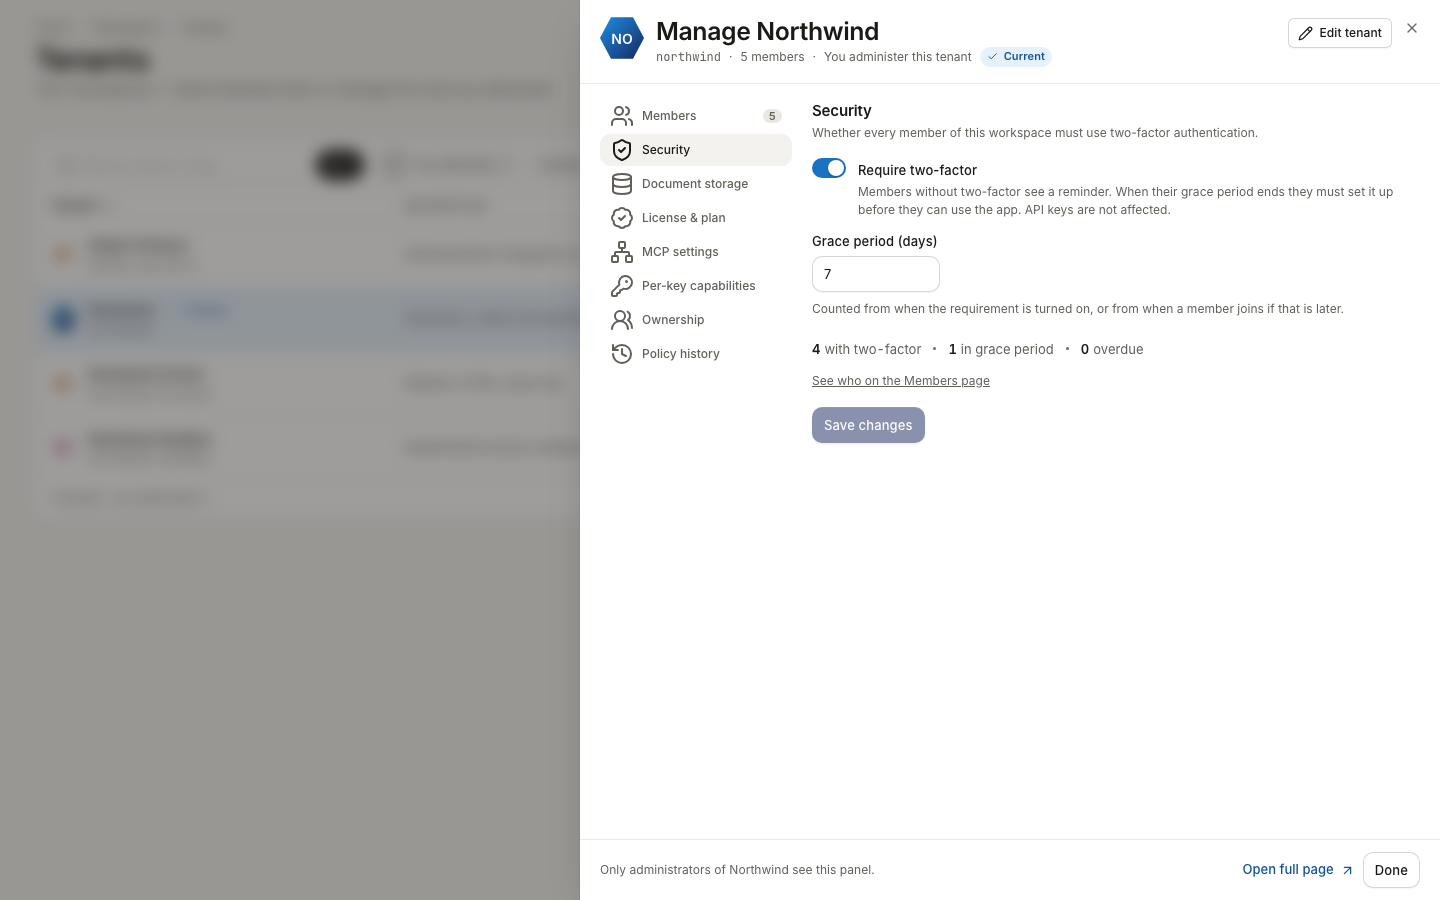 Tenants
NO
Manage Northwind
northwind · 5 members · You administer this tenant
Current
Edit tenant
Members
5
Security
Document storage
License & plan
MCP settings
Per-key capabilities
Ownership
Policy history
Security
Whether every member of this workspace must use two-factor authentication.
Require two-factor
Members without two-factor see a reminder. When their grace period ends they must set it up
before they can use the app. API keys are not affected.
Grace period (days)
7
Counted from when the requirement is turned on, or from when a member joins if that is later.
4 with two-factor • 1 in grace period • 0 overdue
See who on the Members page
Save changes
Only administrators of Northwind see this panel.
Open full page
Done